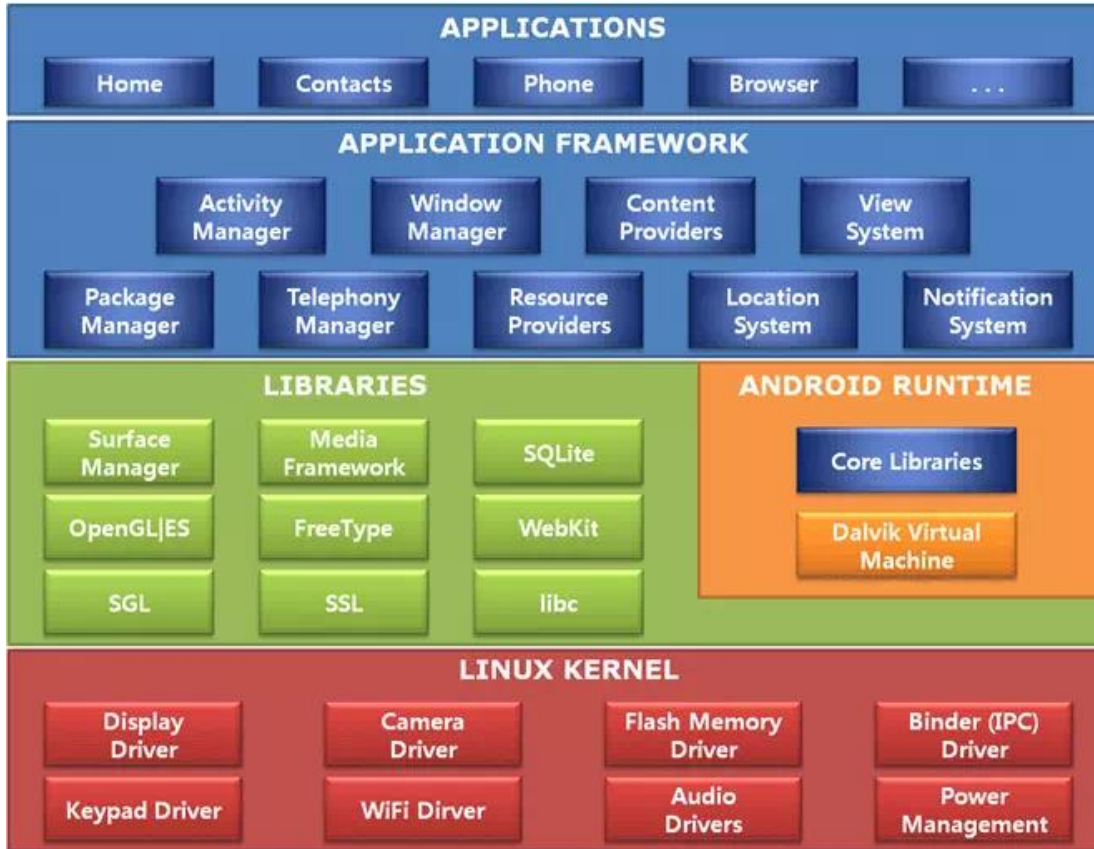 APPLICATIONS
Home
Contacts
Phone
Browser
. . .
APPLICATION FRAMEWORK
Activity
Manager
Window
Manager
Content
Providers
View
System
Package
Manager
Telephony
Manager
Resource
Providers
Location
System
Notification
System
LIBRARIES
Surface
Manager
Media
Framework
SQLite
OpenGL|ES
FreeType
WebKit
SGL
SSL
libc
ANDROID RUNTIME
Core Libraries
Dalvik Virtual
Machine
LINUX KERNEL
Display
Driver
Camera
Driver
Flash Memory
Driver
Binder (IPC)
Driver
Keypad Driver
WiFi Dirver
Audio
Drivers
Power
Management